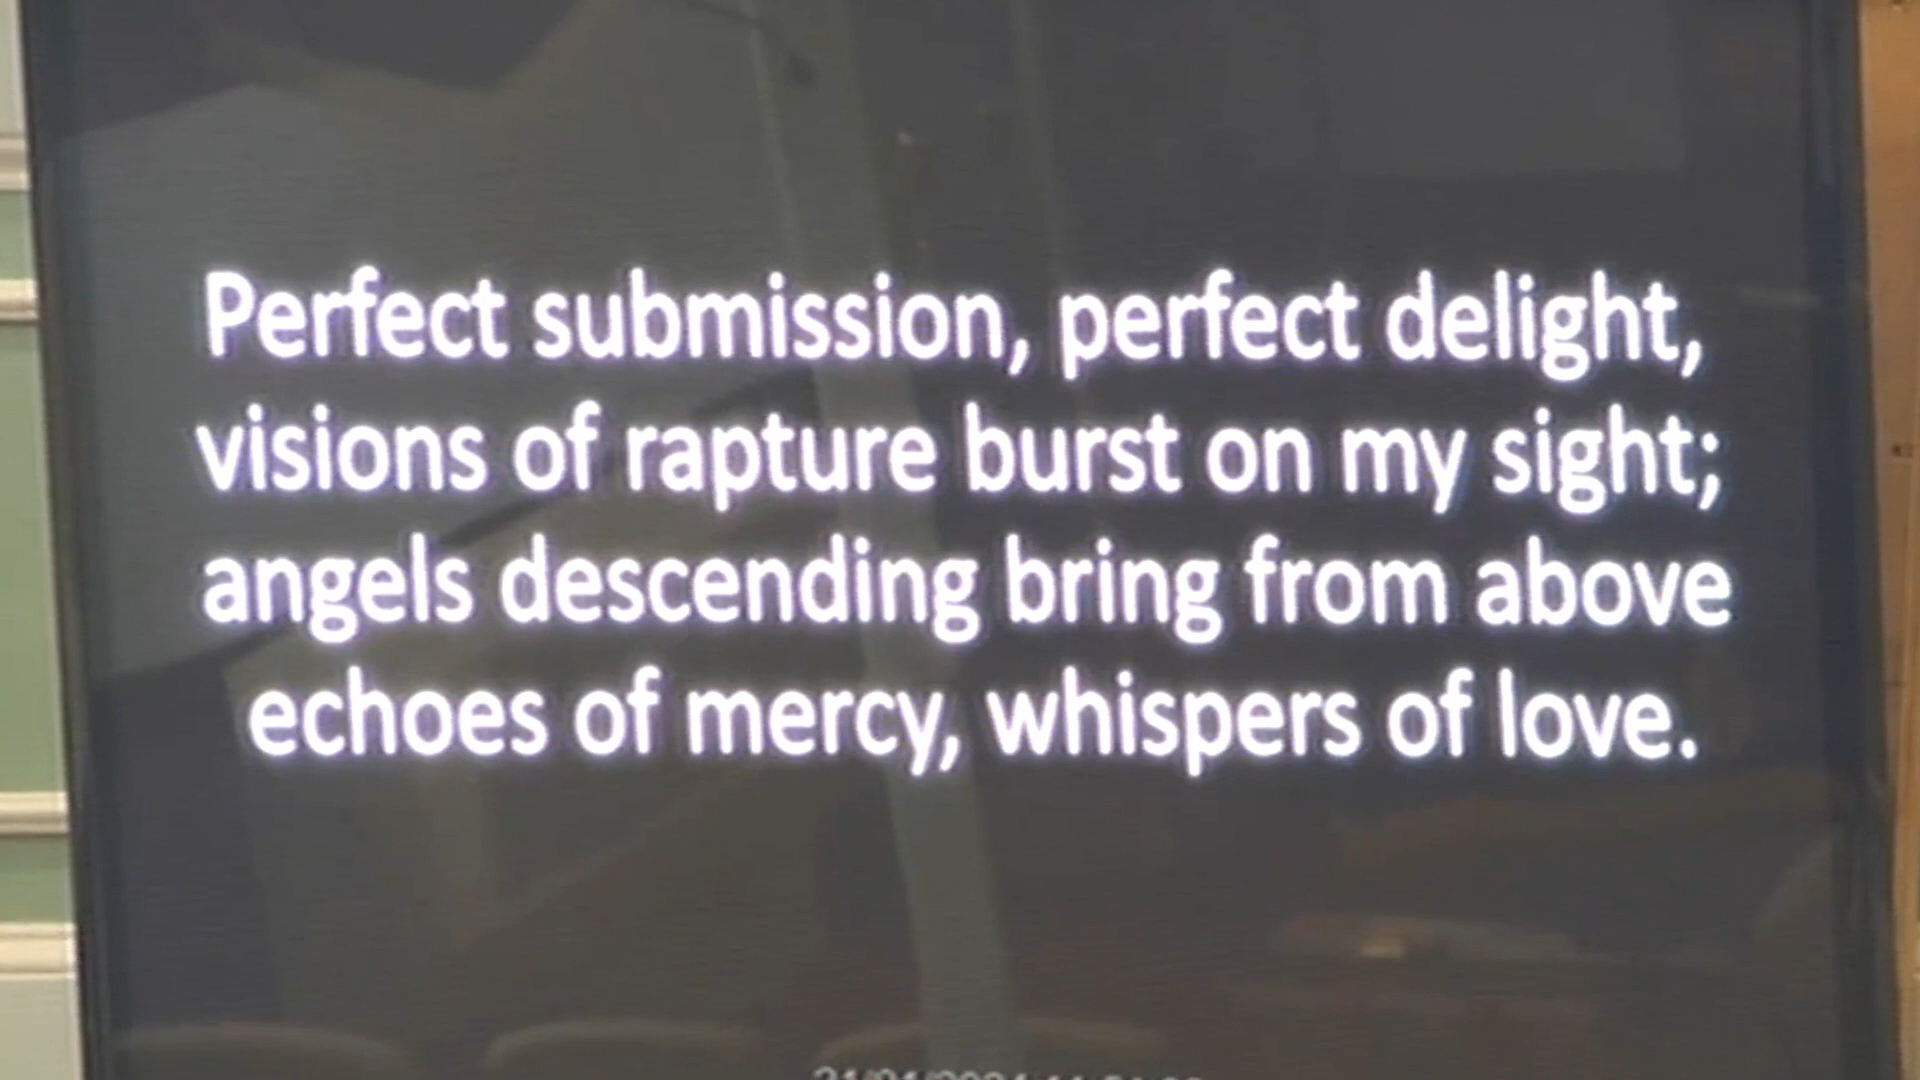 Perfect submission, perfect delight,
visions of rapture burst on my sight;
angels descending bring from above
echoes of mercy, whispers of love.